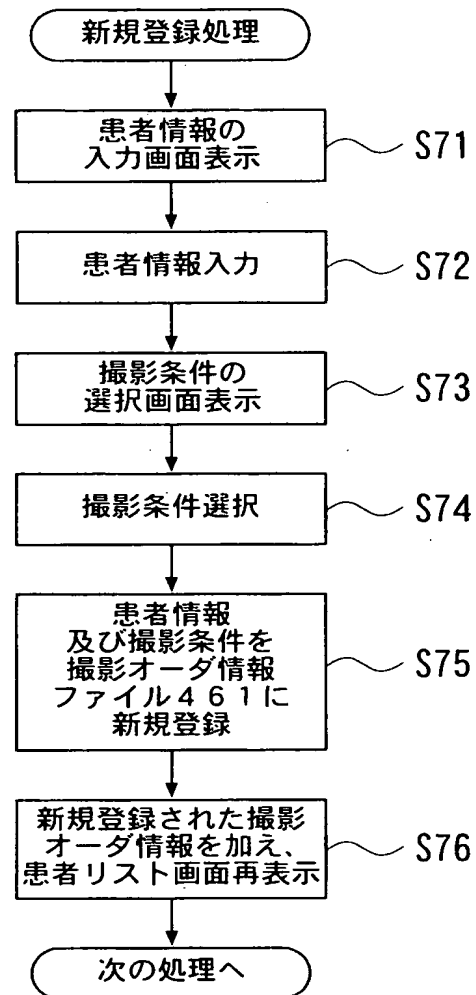 新規登録処理
患者情報の
入力画面表示
S71
患者情報入力
S72
撮影条件の
選択画面表示
S73
撮影条件選択
S74
患者情報
及び撮影条件を
撮影オーダ情報
ファイル461に
新規登録
S75
新規登録された撮影
オーダ情報を加え、
患者リスト画面再表示
S76
次の処理へ